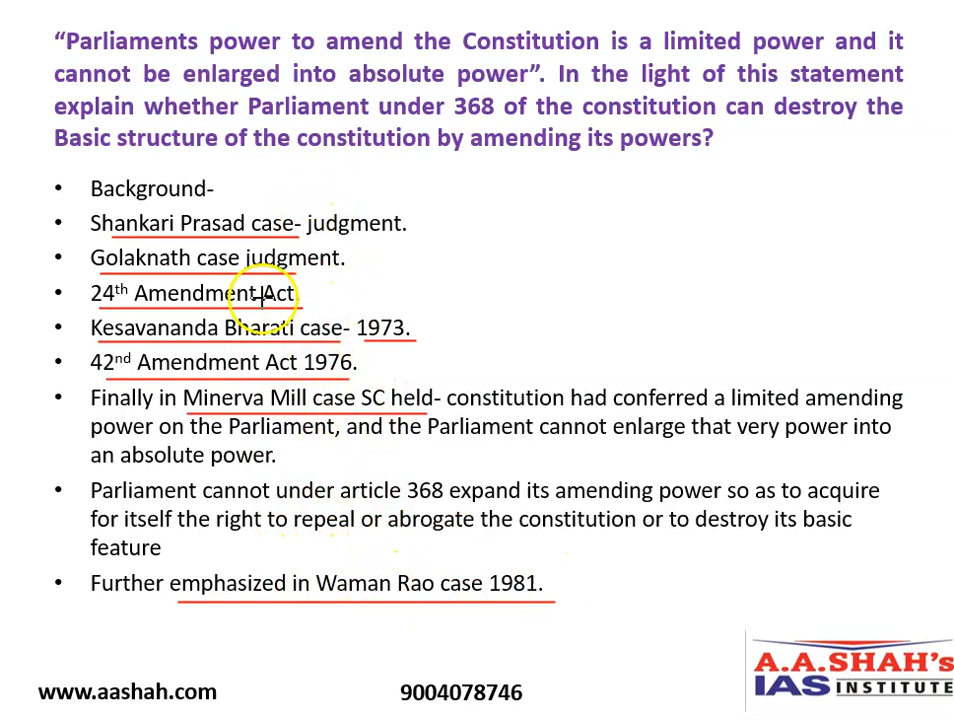 “Parliaments power to amend the Constitution is a limited power and it
cannot be enlarged into absolute power”. In the light of this statement
explain whether Parliament under 368 of the constitution can destroy the
Basic structure of the constitution by amending its powers?
• Background-
• Shankari Prasad case- judgment.
• Golaknath case judgment.
• 24th Amendment Act.
• Kesavananda Bharati case- 1973.
• 42nd Amendment Act 1976.
• Finally in Minerva Mill case SC held- constitution had conferred a limited amending
power on the Parliament, and the Parliament cannot enlarge that very power into
an absolute power.
• Parliament cannot under article 368 expand its amending power so as to acquire
for itself the right to repeal or abrogate the constitution or to destroy its basic
feature
• Further emphasized in Waman Rao case 1981.
www.aashah.com 9004078746
A.A.SHAH's
IAS INSTITUTE